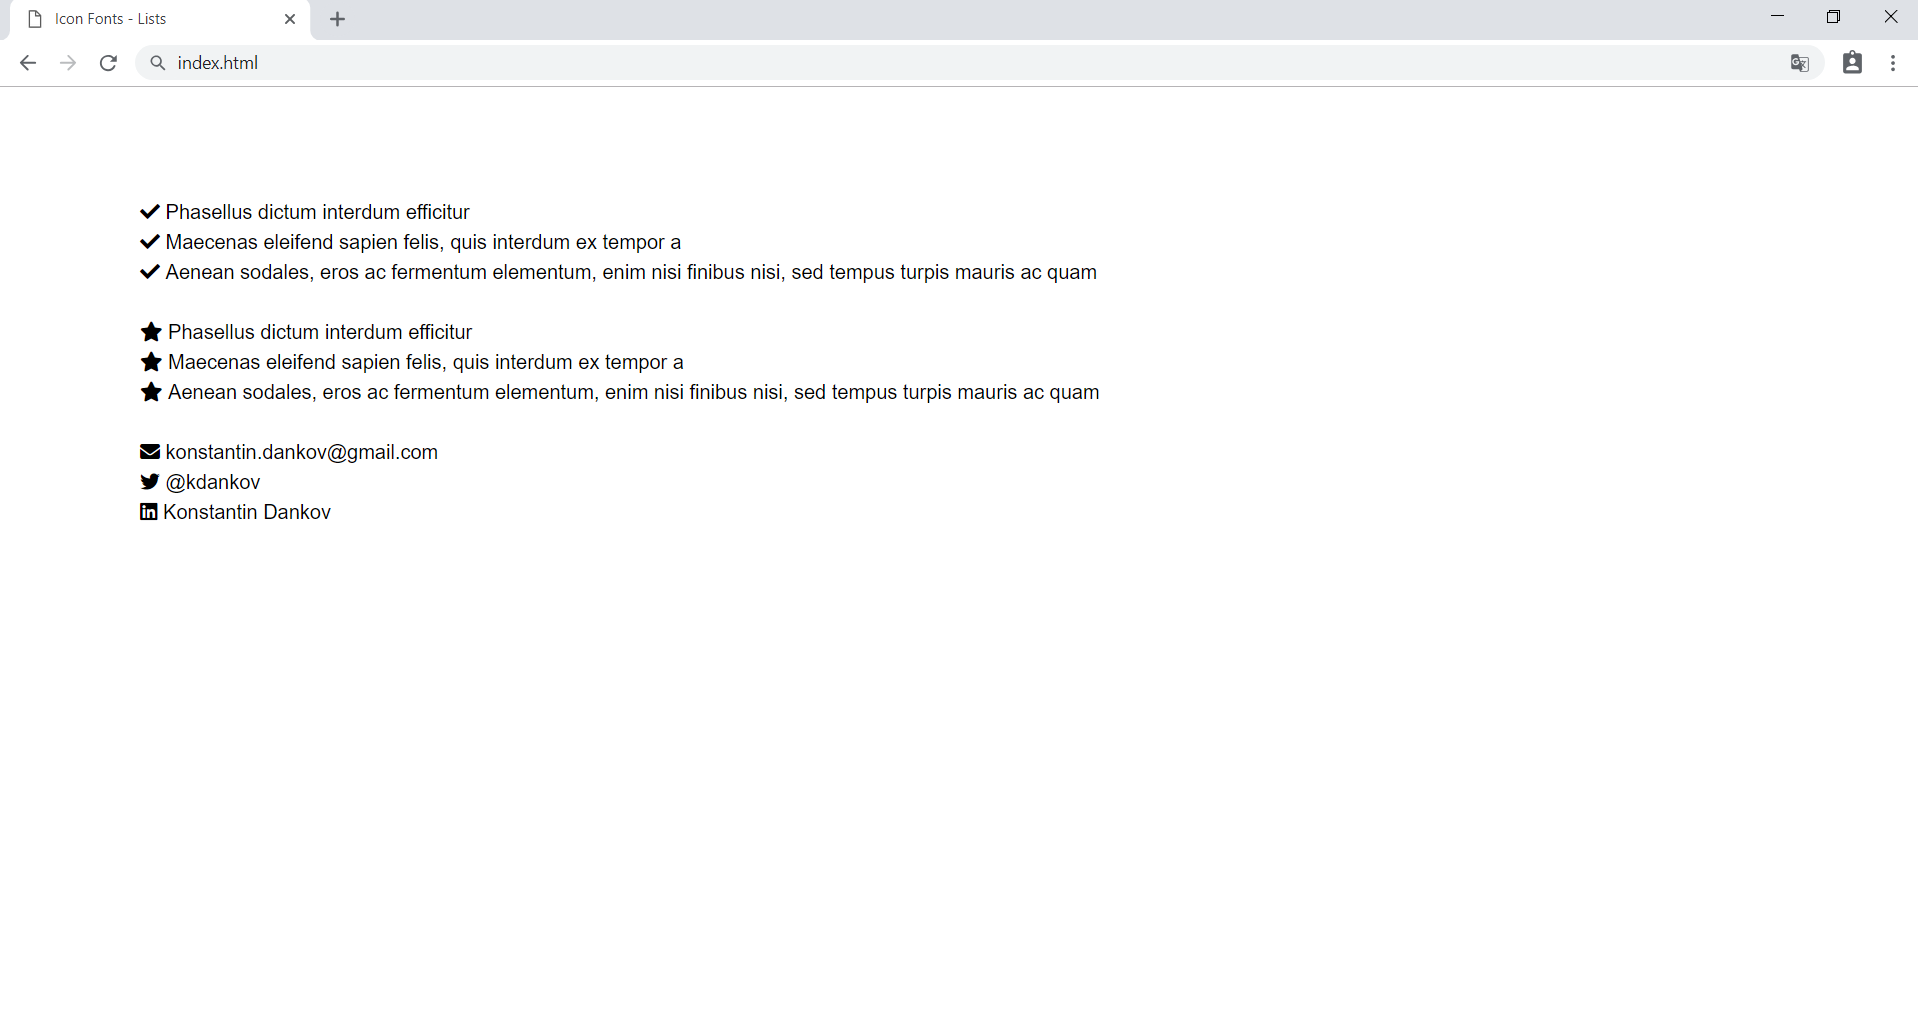 Icon Fonts - Lists
index.html
Phasellus dictum interdum efficitur
Maecenas eleifend sapien felis, quis interdum ex tempor a
Aenean sodales, eros ac fermentum elementum, enim nisi finibus nisi, sed tempus turpis mauris ac quam
Phasellus dictum interdum efficitur
Maecenas eleifend sapien felis, quis interdum ex tempor a
Aenean sodales, eros ac fermentum elementum, enim nisi finibus nisi, sed tempus turpis mauris ac quam
konstantin.dankov@gmail.com
@kdankov
Konstantin Dankov